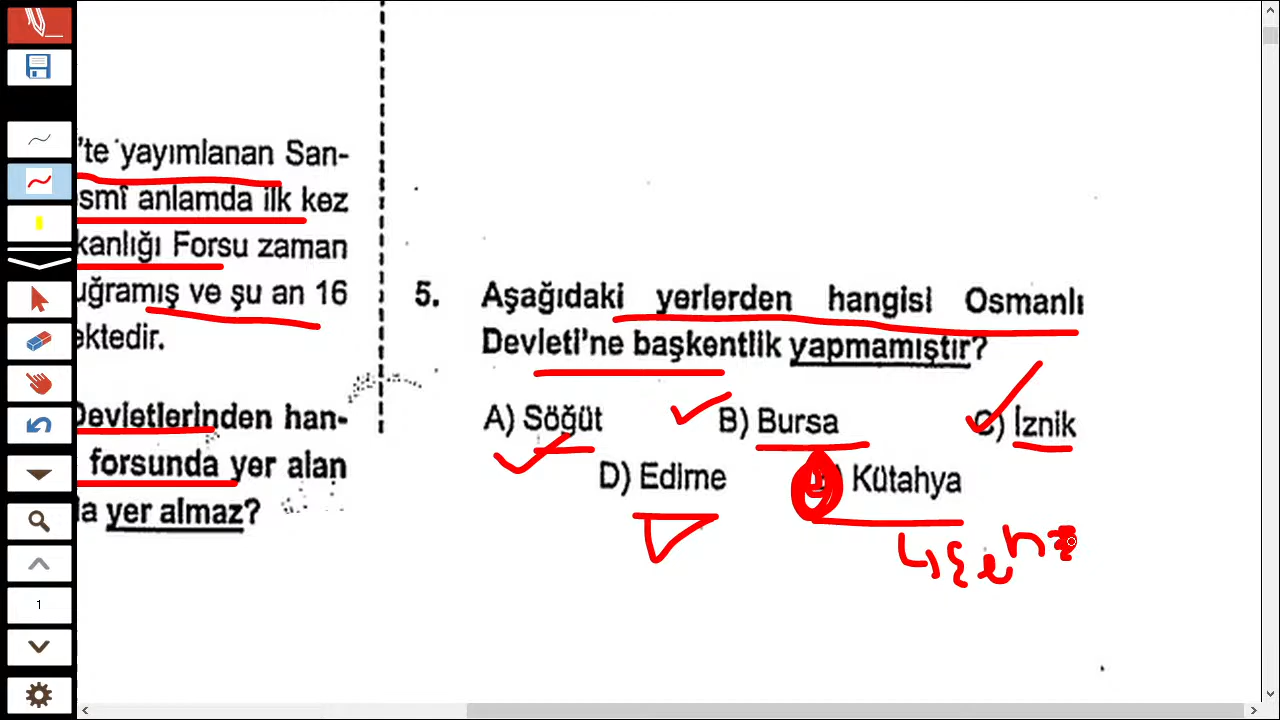 'te yayımlanan San-
smî anlamda ilk kez
kanlığı Forsu zaman
uğramış ve şu an 16
ektedir.
Devletlerinden han-
forsunda yer alan
da yer almaz?
5. Aşağıdaki yerlerden hangisi Osmanlı
Devleti'ne başkentlik yapmamıştır?
A) Söğüt B) Bursa C) İznik
D) Edirne E) Kütahya
1